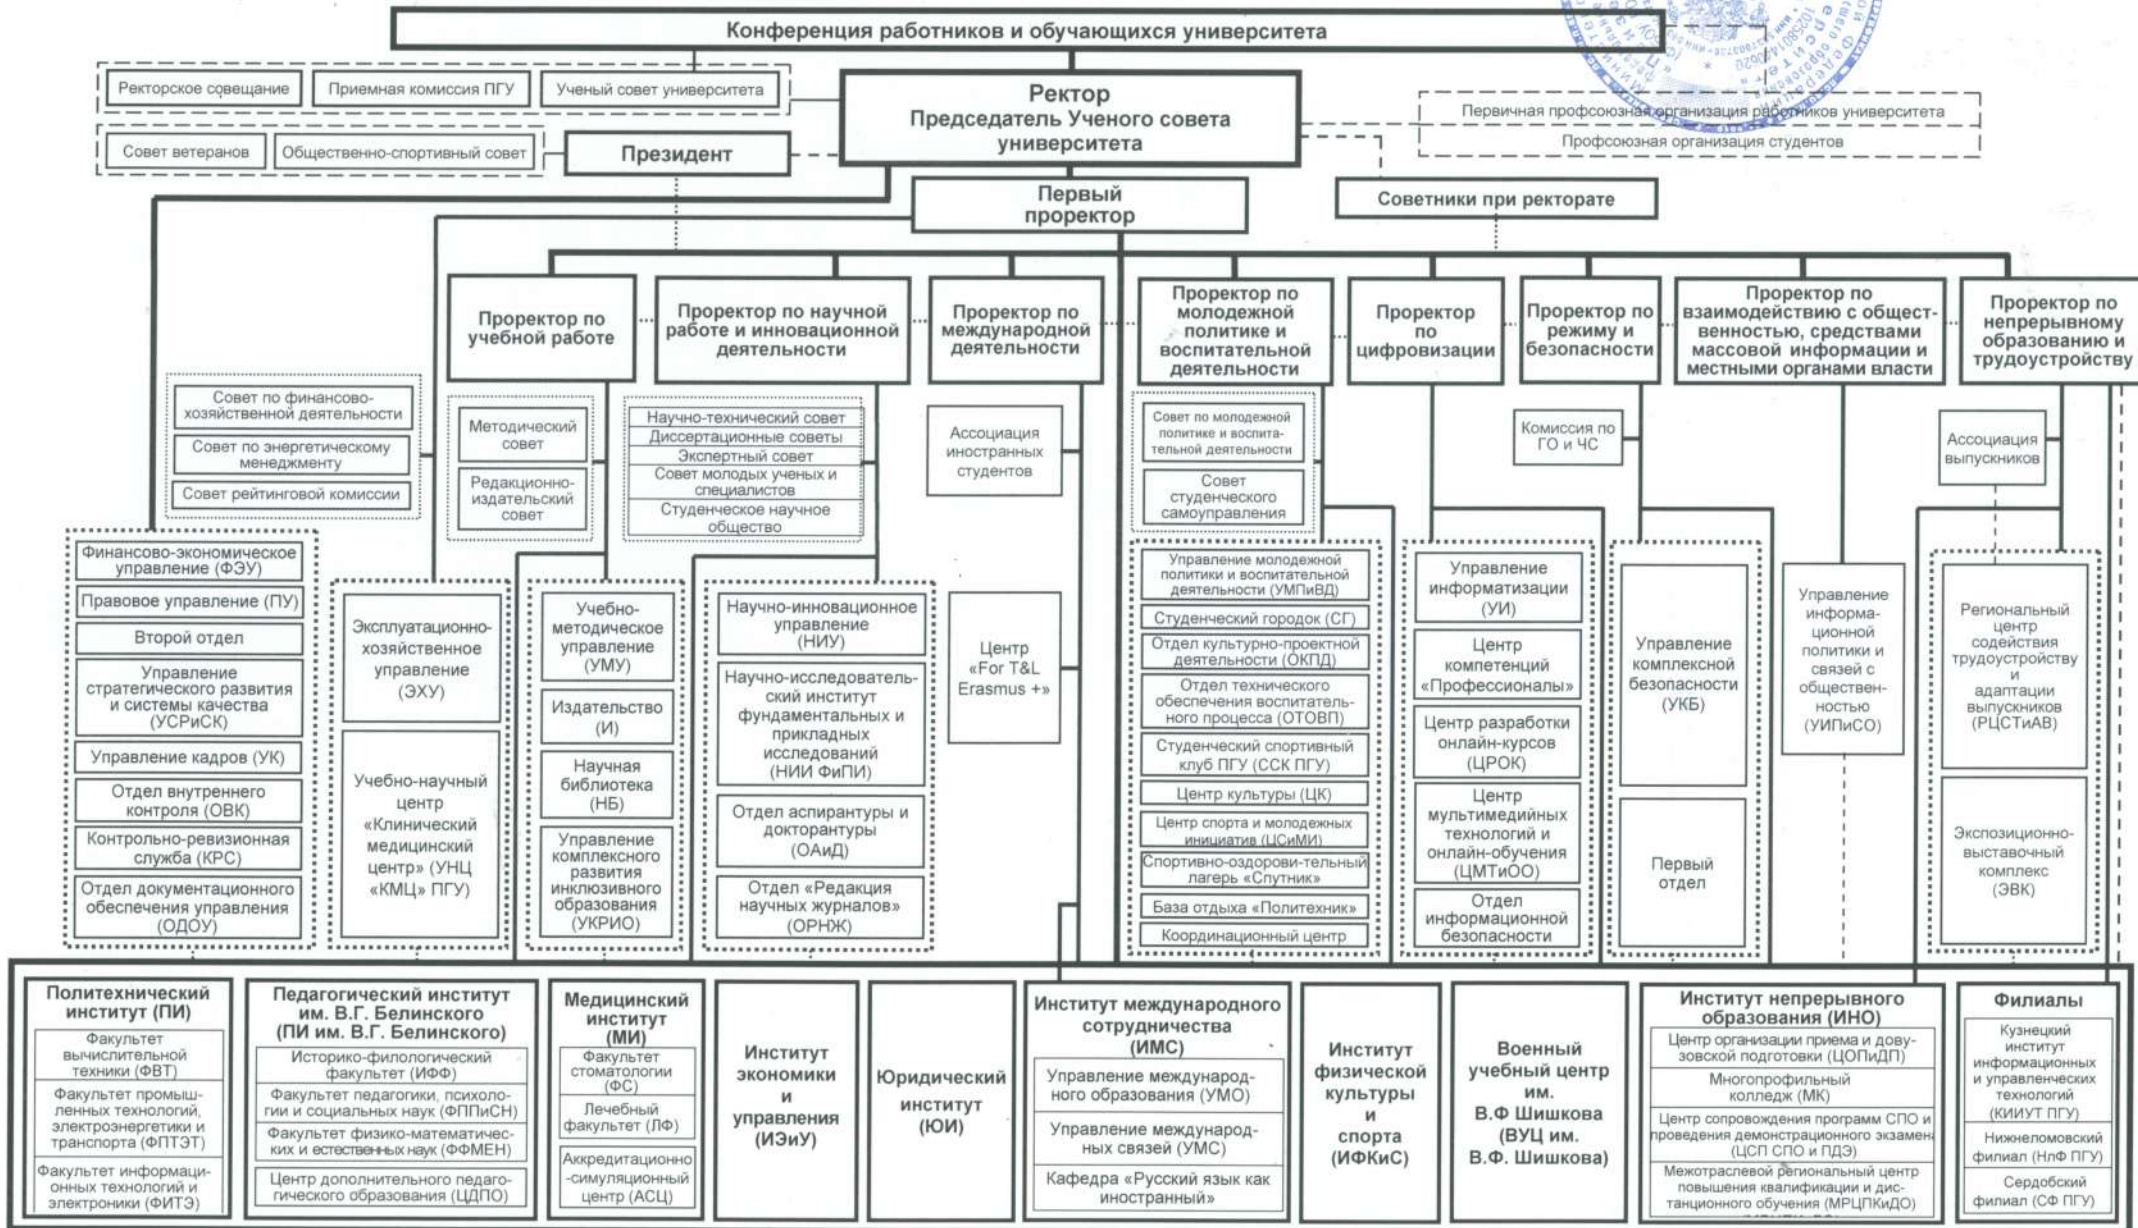 Конференция работников и обучающихся университета
Ректорское совещание
Приемная комиссия ПГУ
Ученый совет университета
Ректор
Председатель Ученого совета
университета
Первичная профсоюзная организация работников университета
Профсоюзная организация студентов
Совет ветеранов
Общественно-спортивный совет
Президент
Первый
проректор
Советники при ректорате
Проректор по
учебной работе
Проректор по научной
работе и инновационной
деятельности
Проректор по
международной
деятельности
Проректор по
молодежной
политике и
воспитательной
деятельности
Проректор
по
цифровизации
Проректор по
режиму и
безопасности
Проректор по
взаимодействию с общест-
венностью, средствами
массовой информации и
местными органами власти
Проректор по
непрерывному
образованию и
трудоустройству
Совет по финансово-
хозяйственной деятельности
Совет по энергетическому
менеджменту
Совет рейтинговой комиссии
Методический
совет
Редакционно-
издательский
совет
Научно-технический совет
Диссертационные советы
Экспертный совет
Совет молодых ученых и
специалистов
Студенческое научное
общество
Ассоциация
иностранных
студентов
Совет по молодежной
политике и воспита-
тельной деятельности
Совет
студенческого
самоуправления
Комиссия по
ГО и ЧС
Ассоциация
выпускников
Финансово-экономическое
управление (ФЭУ)
Правовое управление (ПУ)
Второй отдел
Управление
стратегического развития
и системы качества
(УСРиСК)
Управление кадров (УК)
Отдел внутреннего
контроля (ОВК)
Контрольно-ревизионная
служба (КРС)
Отдел документационного
обеспечения управления
(ОДОУ)
Эксплуатационно-
хозяйственное
управление
(ЭХУ)
Учебно-научный
центр
«Клинический
медицинский
центр» (УНЦ
«КМЦ» ПГУ)
Учебно-
методическое
управление
(УМУ)
Издательство
(И)
Научная
библиотека
(НБ)
Управление
комплексного
развития
инклюзивного
образования
(УКРИО)
Научно-инновационное
управление
(НИУ)
Научно-исследователь-
ский институт
фундаментальных и
прикладных
исследований
(НИИ ФиПИ)
Отдел аспирантуры и
докторантуры
(ОАиД)
Отдел «Редакция
научных журналов»
(ОРНЖ)
Центр
«For T&L
Erasmus +»
Управление молодежной
политики и воспитательной
деятельности (УМПиВД)
Студенческий городок (СГ)
Отдел культурно-проектной
деятельности (ОКПД)
Отдел технического
обеспечения воспитатель-
ного процесса (ОТОВП)
Студенческий спортивный
клуб ПГУ (ССК ПГУ)
Центр культуры (ЦК)
Центр спорта и молодежных
инициатив (ЦСиМИ)
Спортивно-оздорови-тельный
лагерь «Спутник»
База отдыха «Политехник»
Координационный центр
Управление
информатизации
(УИ)
Центр
компетенций
«Профессионалы»
Центр разработки
онлайн-курсов
(ЦРОК)
Центр
мультимедийных
технологий и
онлайн-обучения
(ЦМТиОО)
Отдел
информационной
безопасности
Управление
комплексной
безопасности
(УКБ)
Первый
отдел
Управление
информа-
ционной
политики и
связей с
обществен-
ностью
(УИПиСО)
Региональный
центр
содействия
трудоустройству
и
адаптации
выпускников
(РЦСТиАВ)
Экспозиционно-
выставочный
комплекс
(ЭВК)
Политехнический
институт (ПИ)
Факультет
вычислительной
техники (ФВТ)
Факультет промыш-
ленных технологий,
электроэнергетики и
транспорта (ФПТЭТ)
Факультет информаци-
онных технологий и
электроники (ФИТЭ)
Педагогический институт
им. В.Г. Белинского
(ПИ им. В.Г. Белинского)
Историко-филологический
факультет (ИФФ)
Факультет педагогики, психоло-
гии и социальных наук (ФППиСН)
Факультет физико-математичес-
ких и естественных наук (ФФМЕН)
Центр дополнительного педаго-
гического образования (ЦДПО)
Медицинский
институт
(МИ)
Факультет
стоматологии
(ФС)
Лечебный
факультет (ЛФ)
Аккредитационно
-симуляционный
центр (АСЦ)
Институт
экономики
и
управления
(ИЭиУ)
Юридический
институт
(ЮИ)
Институт международного
сотрудничества
(ИМС)
Управление международ-
ного образования (УМО)
Управление международ-
ных связей (УМС)
Кафедра «Русский язык как
иностранный»
Институт
физической
культуры
и
спорта
(ИФКиС)
Военный
учебный центр
им.
В.Ф Шишкова
(ВУЦ им.
В.Ф. Шишкова)
Институт непрерывного
образования (ИНО)
Центр организации приема и дову-
зовской подготовки (ЦОПиДП)
Многопрофильный
колледж (МК)
Центр сопровождения программ СПО и
проведения демонстрационного экзамен
(ЦСП СПО и ПДЭ)
Межотраслевой региональный центр
повышения квалификации и дис-
танционного обучения (МРЦПКиДО)
Филиалы
Кузнецкий
институт
информационных
и управленческих
технологий
(КИИУТ ПГУ)
Нижнеломовский
филиал (НлФ ПГУ)
Сердобский
филиал (СФ ПГУ)